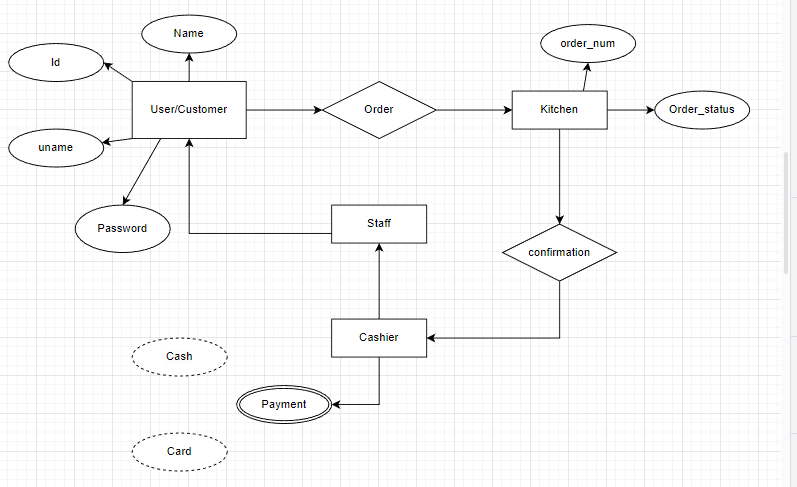 Name
Id
order_num
User/Customer
Order
Kitchen
Order_status
uname
Password
Staff
confirmation
Cashier
Cash
Payment
Card